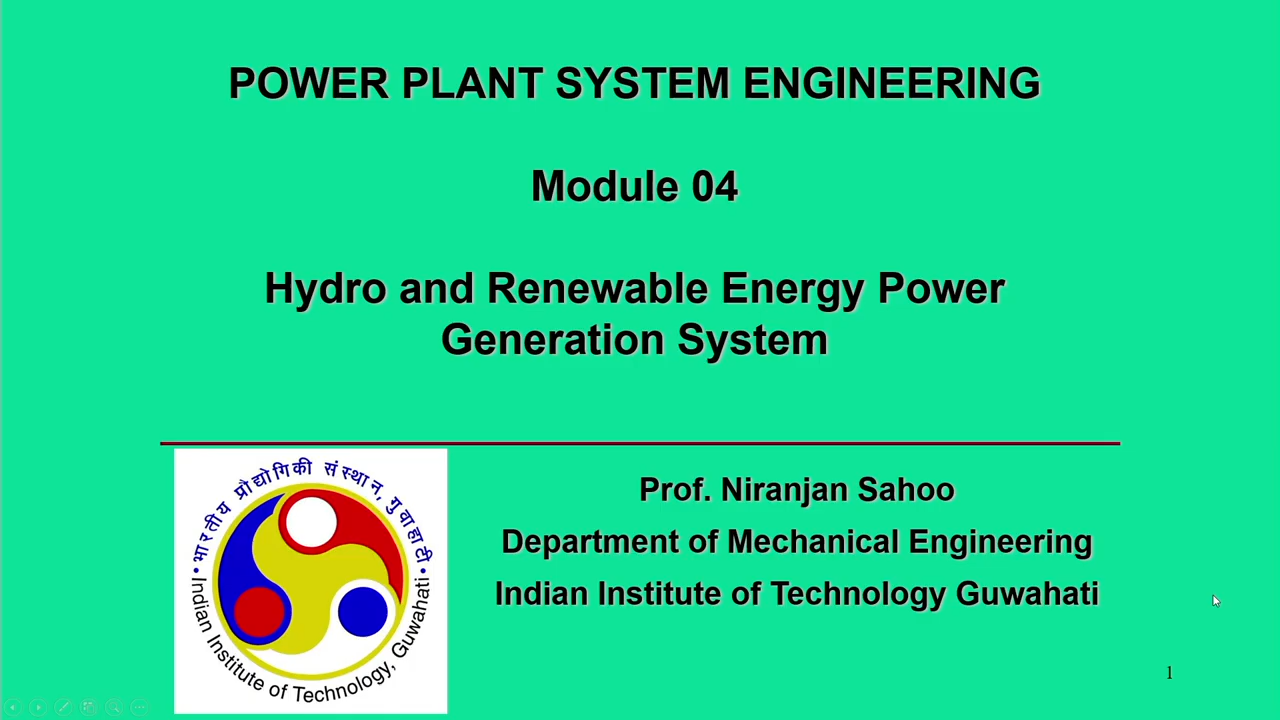 POWER PLANT SYSTEM ENGINEERING
Module 04
Hydro and Renewable Energy Power
Generation System
भारतीय प्रौद्योगिकी संस्थान, गुवाहाटी
Indian Institute of Technology, Guwahati
Prof. Niranjan Sahoo
Department of Mechanical Engineering
Indian Institute of Technology Guwahati
1